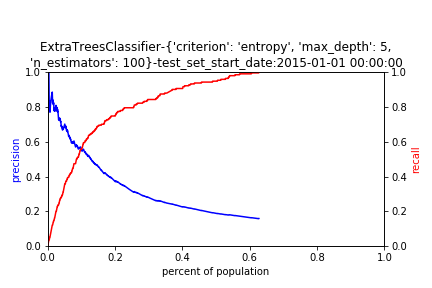 ExtraTreesClassifier-{'criterion': 'entropy', 'max_depth': 5,
'n_estimators': 100}-test_set_start_date:2015-01-01 00:00:00
1.0
0.8
0.6
0.4
0.2
0.0
precision
1.0
0.8
0.6
0.4
0.2
0.0
recall
0.0 0.2 0.4 0.6 0.8 1.0
percent of population